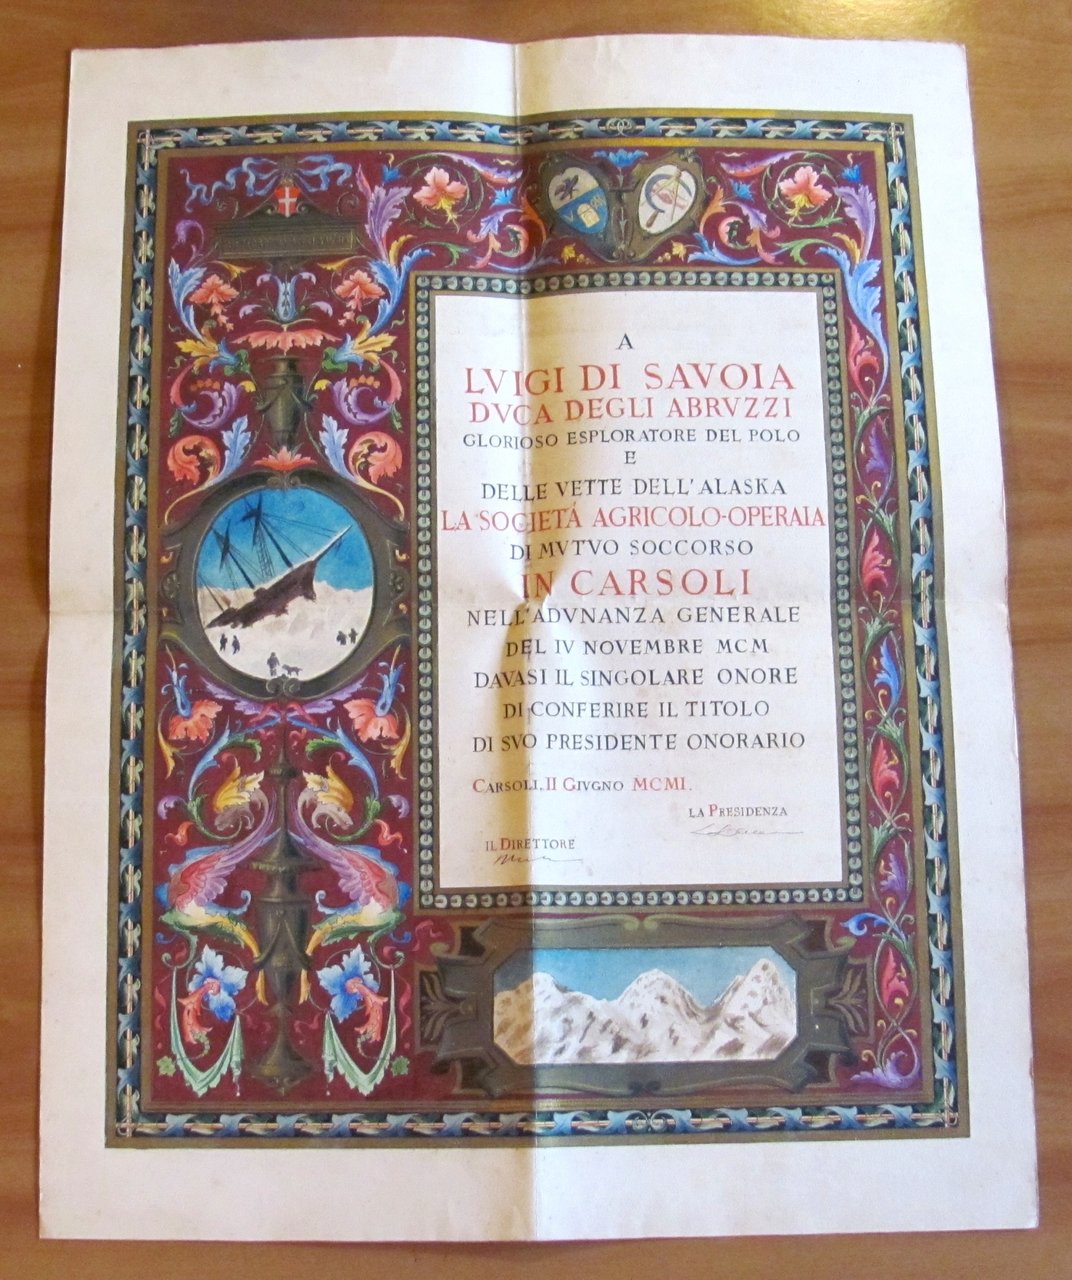 A
LVIGI DI SAVOIA
DVCA DEGLI ABRVZZI
GLORIOSO ESPLORATORE DEL POLO
E
DELLE VETTE DELL'ALASKA
LA SOCIETÁ AGRICOLO-OPERAIA
DI MVTVO SOCCORSO
IN CARSOLI
NELL'ADVNANZA GENERALE
DEL IV NOVEMBRE MCM
DAVASI IL SINGOLARE ONORE
DI CONFERIRE IL TITOLO
DI SVO PRESIDENTE ONORARIO
CARSOLI, II GIVGNO MCMI.
LA PRESIDENZA
IL DIRETTORE